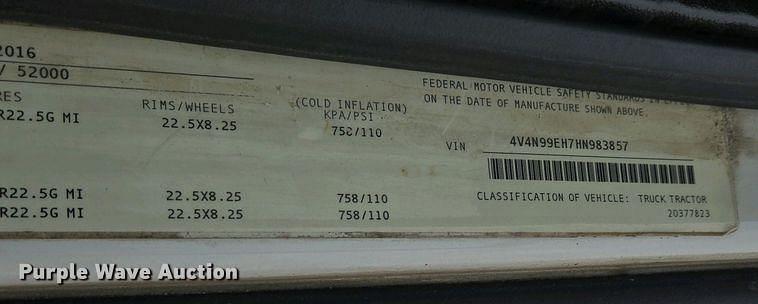 2016
/ 52000
RES
RIMS/WHEELS
(COLD INFLATION)
KPA/PSI
R22.5G MI 22.5X8.25 758/110
R22.5G MI 22.5X8.25 758/110
R22.5G MI 22.5X8.25 758/110
FEDERAL MOTOR VEHICLE SAFETY STANDARDS IN
ON THE DATE OF MANUFACTURE SHOWN ABOVE.
VIN 4V4N99EH7HN983857
CLASSIFICATION OF VEHICLE: TRUCK TRACTOR
20377823
Purple Wave Auction